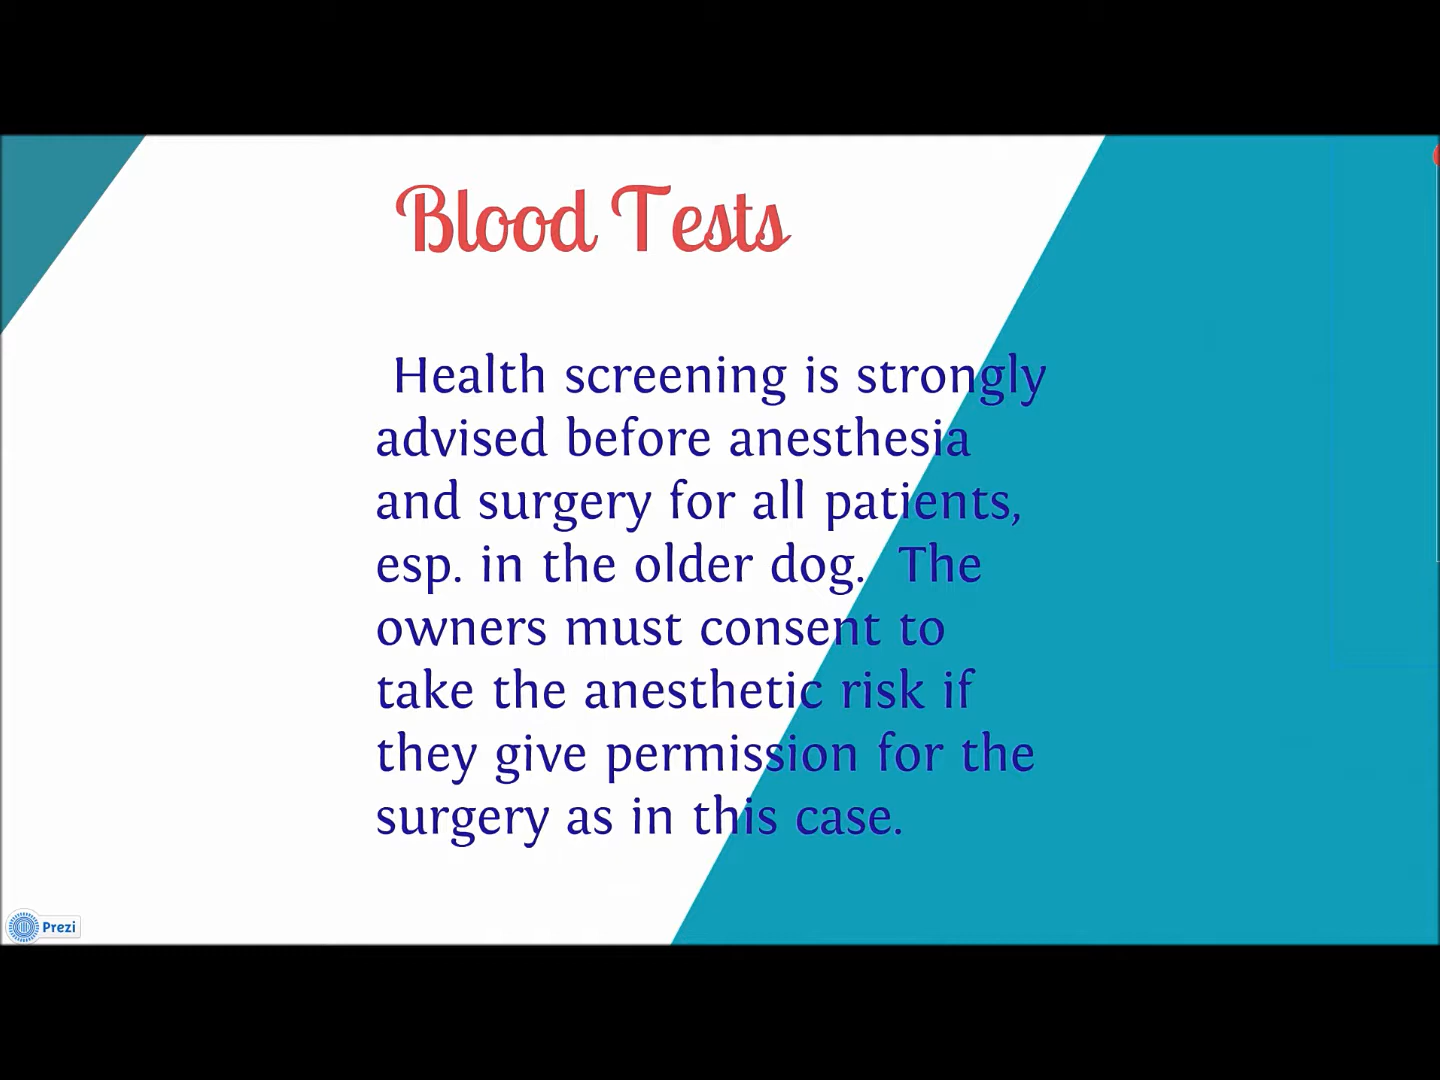 Blood Tests
Health screening is strongly
advised before anesthesia
and surgery for all patients,
esp. in the older dog.  The
owners must consent to
take the anesthetic risk if
they give permission for the
surgery as in this case.
Prezi